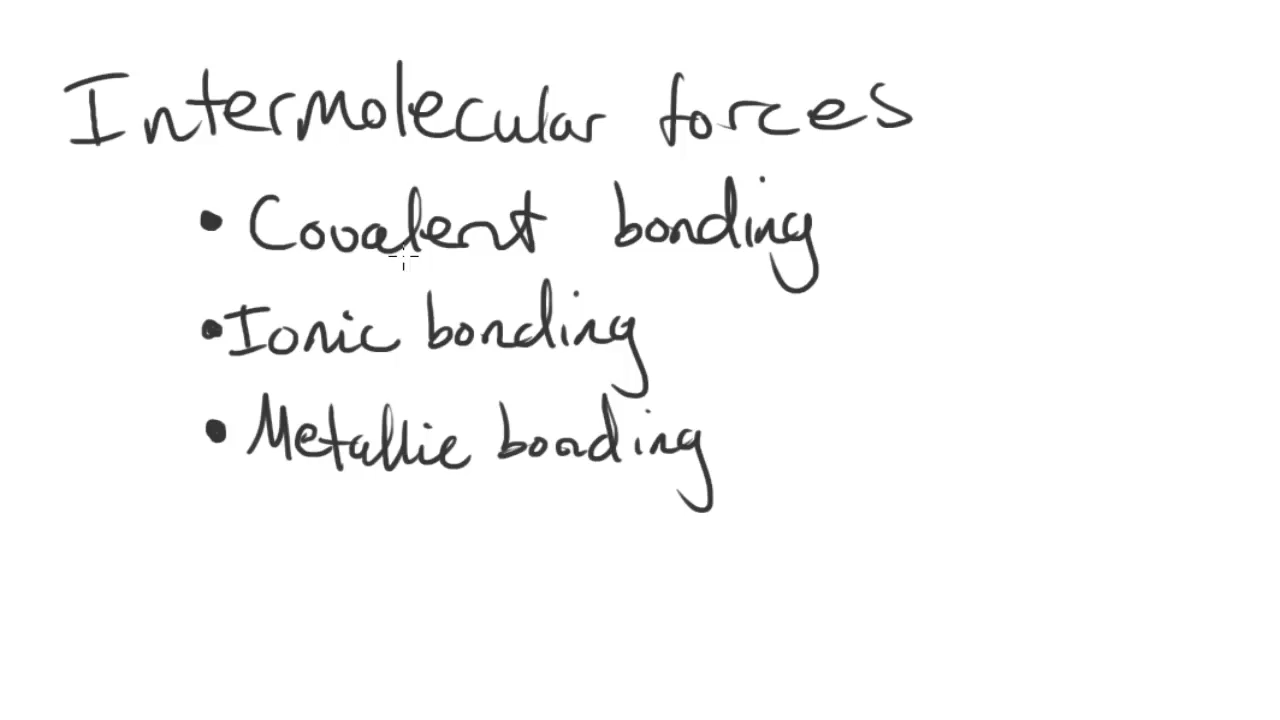 Intermolecular forces
• Covalent bonding
• Ionic bonding
• Metallic bonding